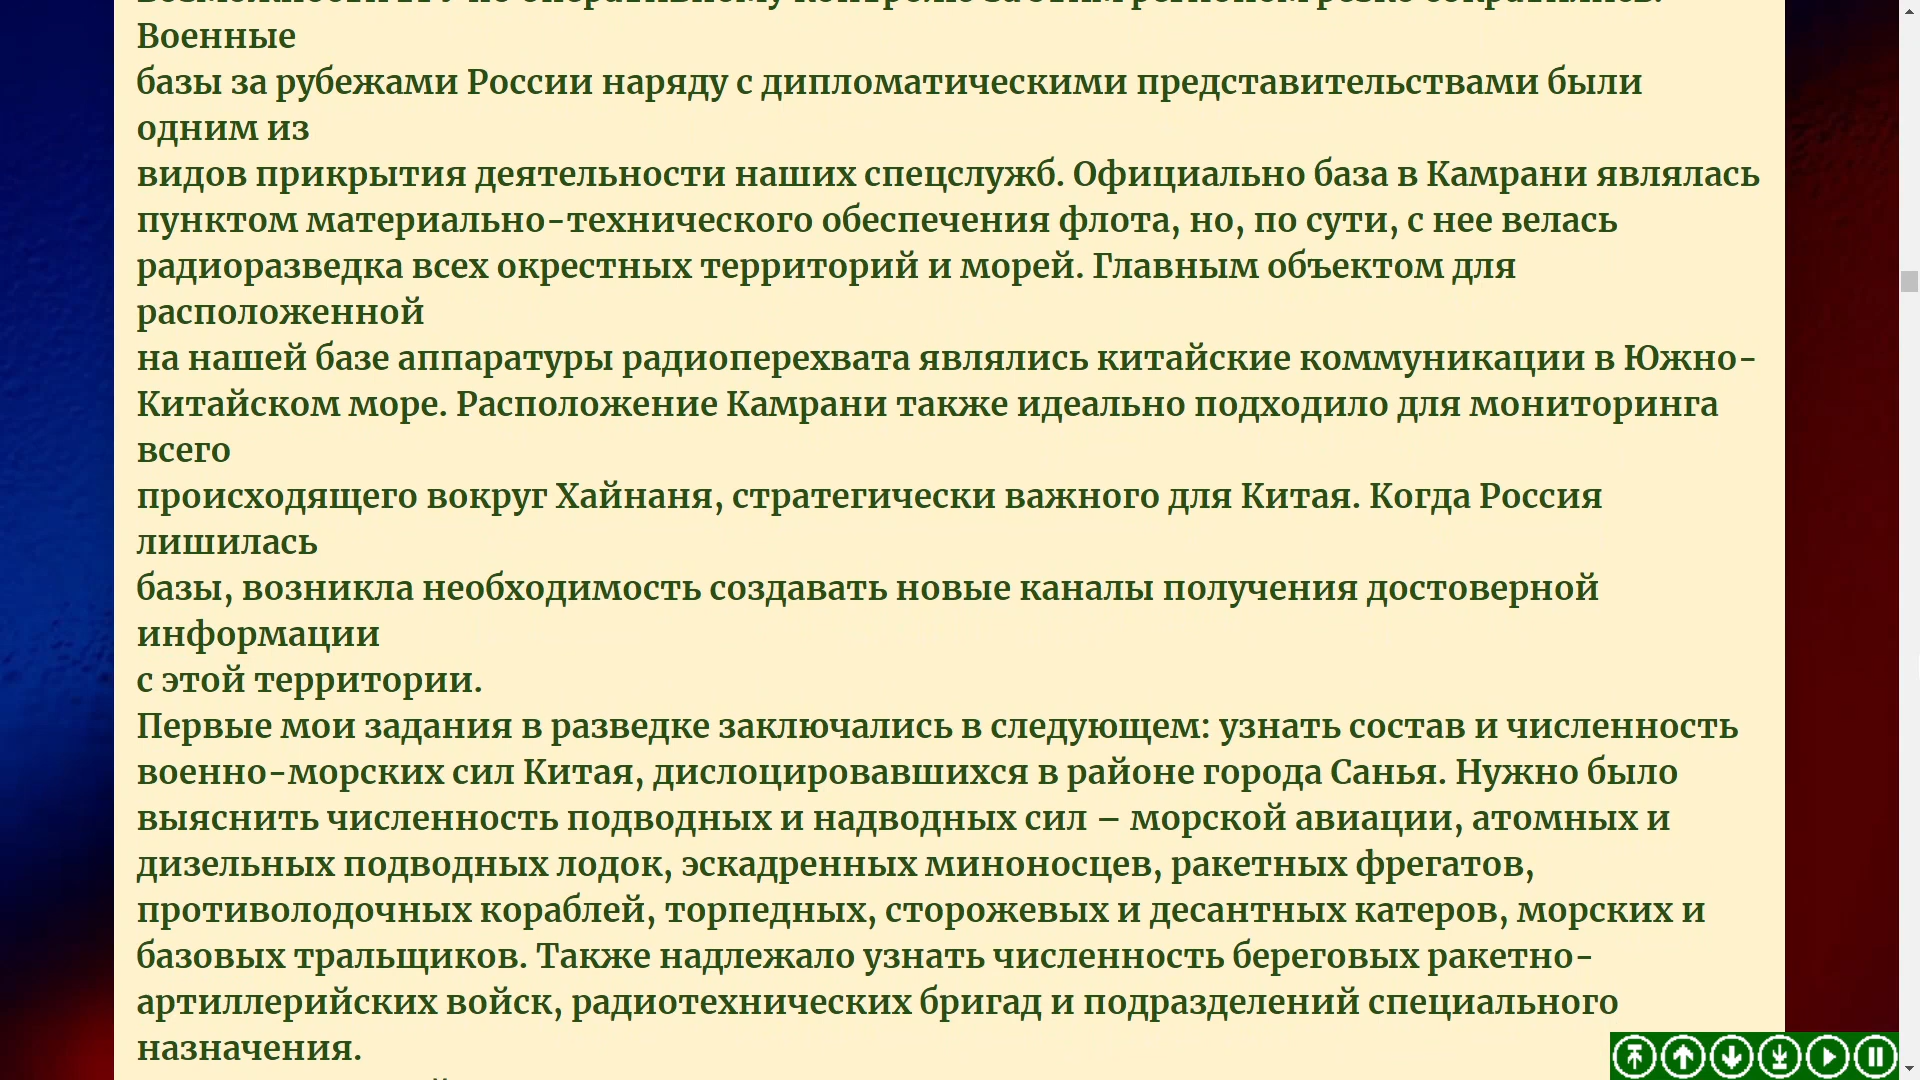 Военные
базы за рубежами России наряду с дипломатическими представительствами были
одним из
видов прикрытия деятельности наших спецслужб. Официально база в Камрани являлась
пунктом материально-технического обеспечения флота, но, по сути, с нее велась
радиоразведка всех окрестных территорий и морей. Главным объектом для
расположенной
на нашей базе аппаратуры радиоперехвата являлись китайские коммуникации в Южно-
Китайском море. Расположение Камрани также идеально подходило для мониторинга
всего
происходящего вокруг Хайнаня, стратегически важного для Китая. Когда Россия
лишилась
базы, возникла необходимость создавать новые каналы получения достоверной
информации
с этой территории.
Первые мои задания в разведке заключались в следующем: узнать состав и численность
военно-морских сил Китая, дислоцировавшихся в районе города Санья. Нужно было
выяснить численность подводных и надводных сил – морской авиации, атомных и
дизельных подводных лодок, эскадренных миноносцев, ракетных фрегатов,
противолодочных кораблей, торпедных, сторожевых и десантных катеров, морских и
базовых тральщиков. Также надлежало узнать численность береговых ракетно-
артиллерийских войск, радиотехнических бригад и подразделений специального
назначения.